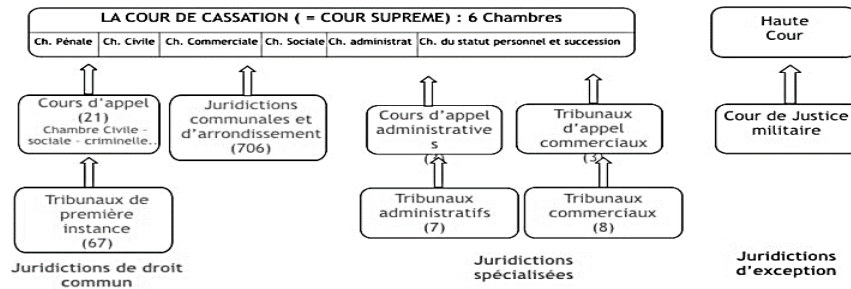 LA COUR DE CASSATION ( = COUR SUPREME) : 6 Chambres
Ch. Pénale
Ch. Civile
Ch. Commerciale
Ch. Sociale
Ch. administrat
Ch. du statut personnel et succession
Haute
Cour
Cours d'appel
(21)
Chambre Civile -
sociale - criminelle...
Juridictions
communales et
d'arrondissement
(706)
Cours d'appel
administrative
s
Tribunaux
d'appel
commerciaux
(3)
Cour de Justice
militaire
Tribunaux de
première
instance
(67)
Tribunaux
administratifs
(7)
Tribunaux
commerciaux
(8)
Juridictions de droit
commun
Juridictions
spécialisées
Juridictions
d'exception